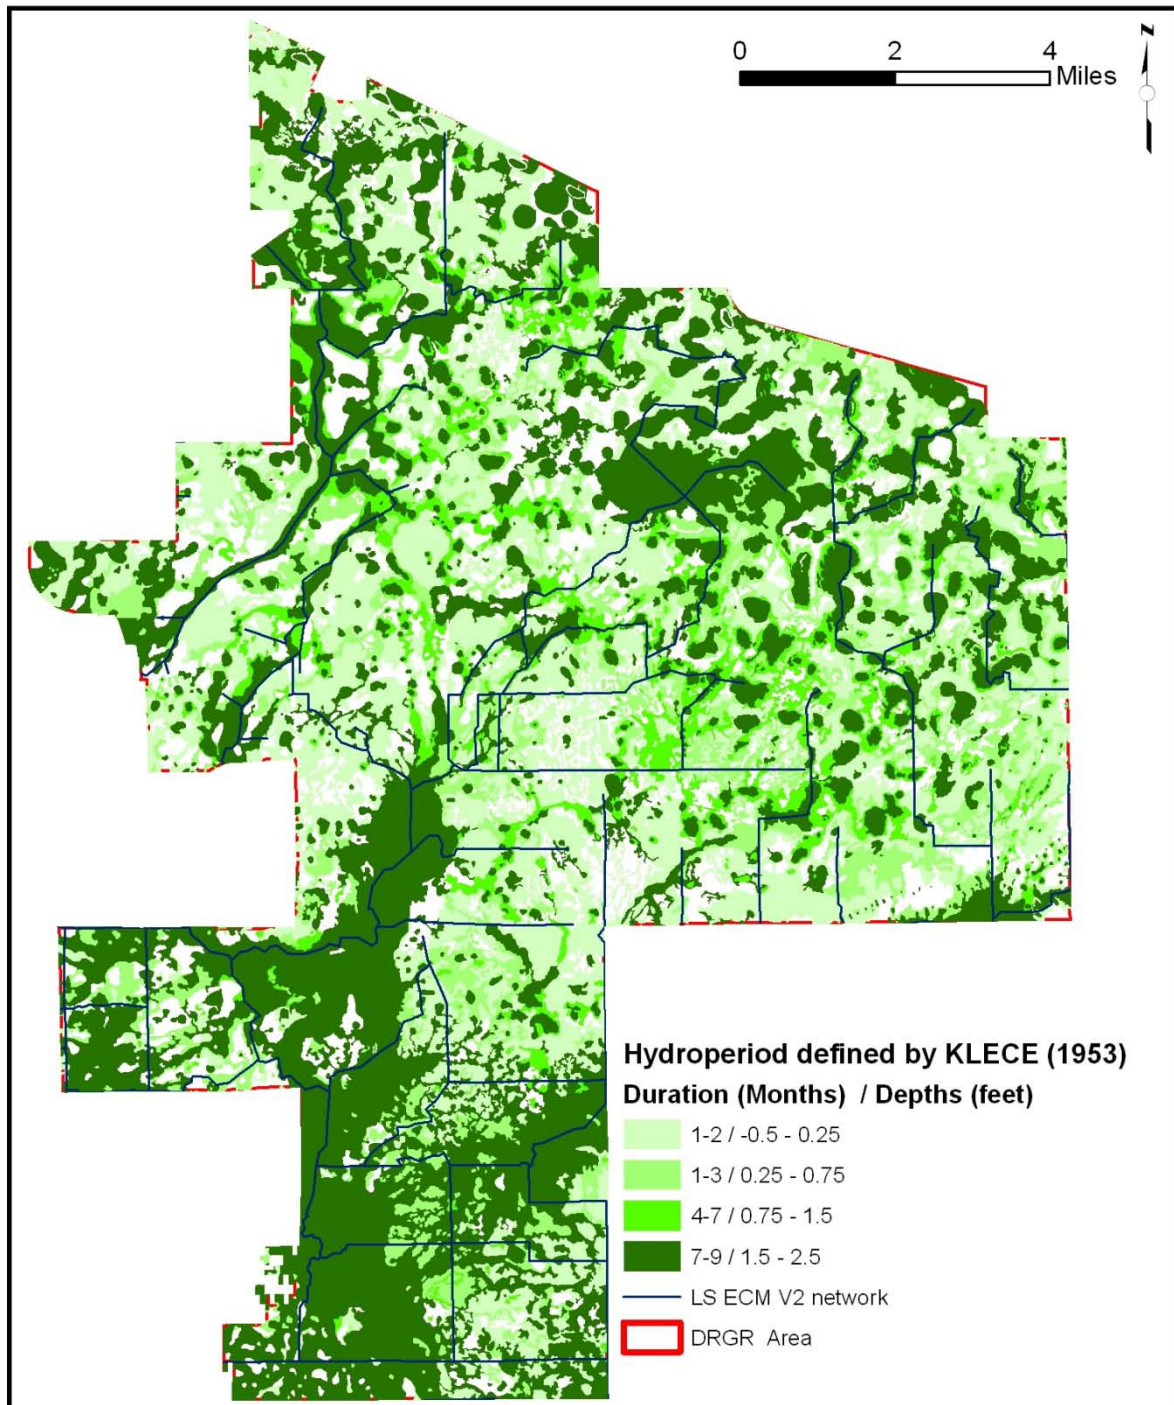 0 2 4
Miles
N
Hydroperiod defined by KLECE (1953)
Duration (Months) / Depths (feet)
1-2 / -0.5 - 0.25
1-3 / 0.25 - 0.75
4-7 / 0.75 - 1.5
7-9 / 1.5 - 2.5
LS ECM V2 network
DRGR Area